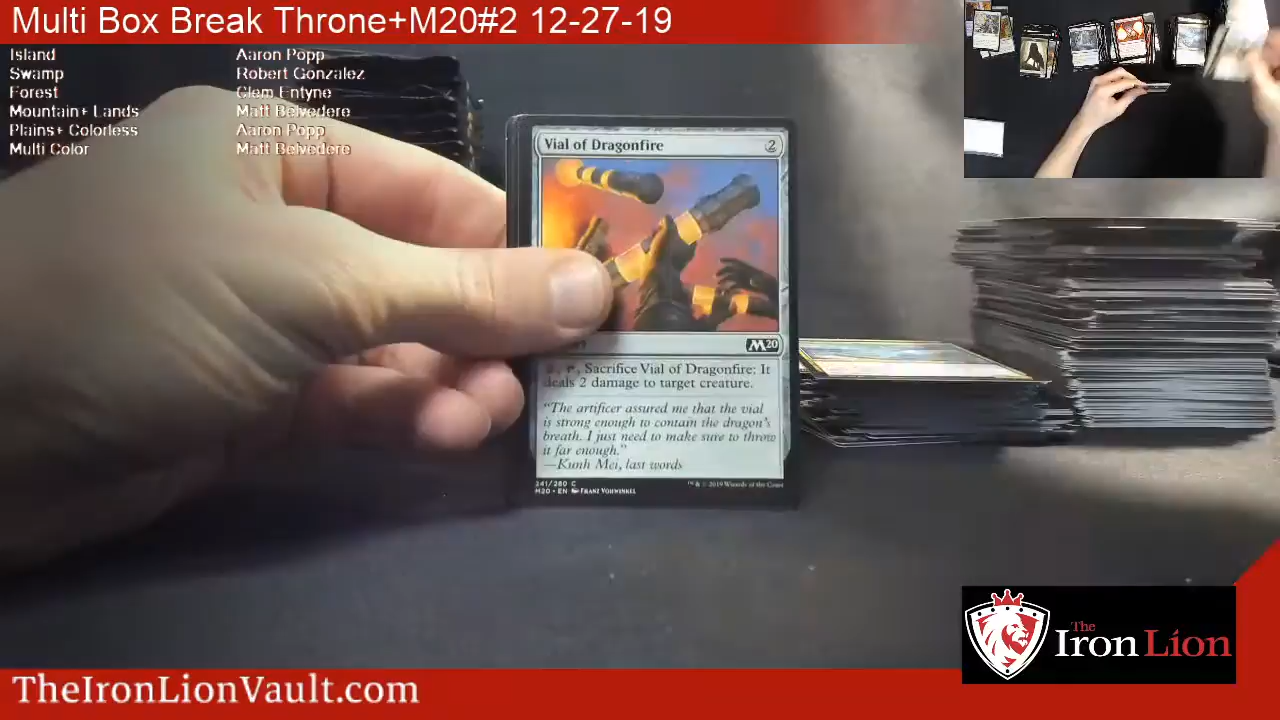 Multi Box Break Throne+M20#2 12-27-19
Island Aaron Popp
Swamp Robert Gonzalez
Forest Clem Entyne
Mountain+ Lands Matt Belvedere
Plains+ Colorless Aaron Popp
Multi Color Matt Belvedere
Vial of Dragonfire 2
M20
, Sacrifice Vial of Dragonfire: It
deals 2 damage to target creature.
"The artificer assured me that the vial
is strong enough to contain the dragon's
breath. I just need to make sure to throw
it far enough."
—Kunh Mei, last words
241/280 C
M20 • EN Franz Vohwinkel
™ & © 2019 Wizards of the Coast
The
Iron Lion
TheIronLionVault.com